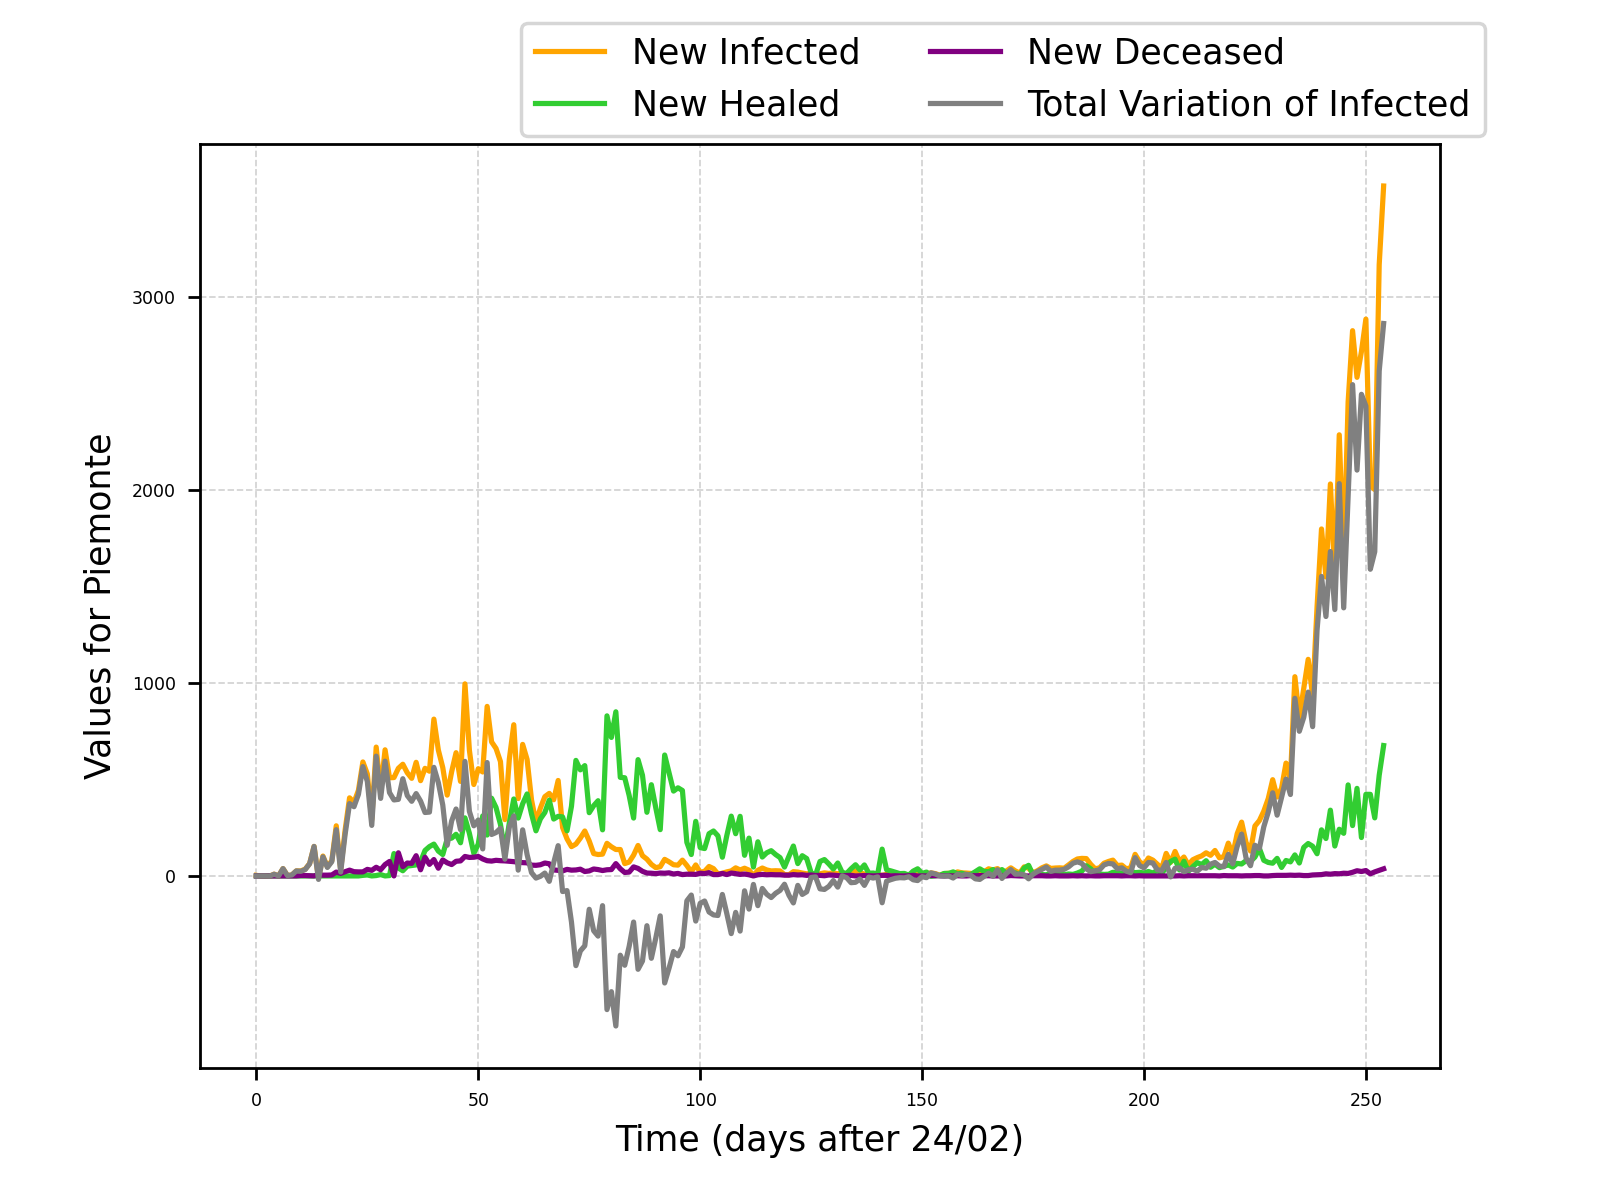 New Infected
New Healed
New Deceased
Total Variation of Infected
Values for Piemonte
3000
2000
1000
0
0 50 100 150 200 250
Time (days after 24/02)